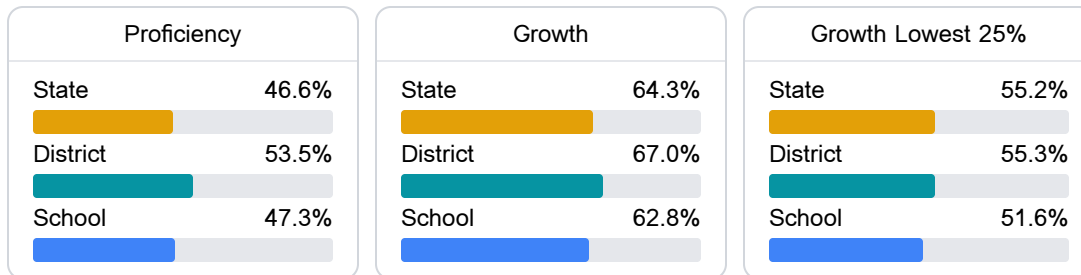 Proficiency
State 46.6%
District 53.5%
School 47.3%
Growth
State 64.3%
District 67.0%
School 62.8%
Growth Lowest 25%
State 55.2%
District 55.3%
School 51.6%